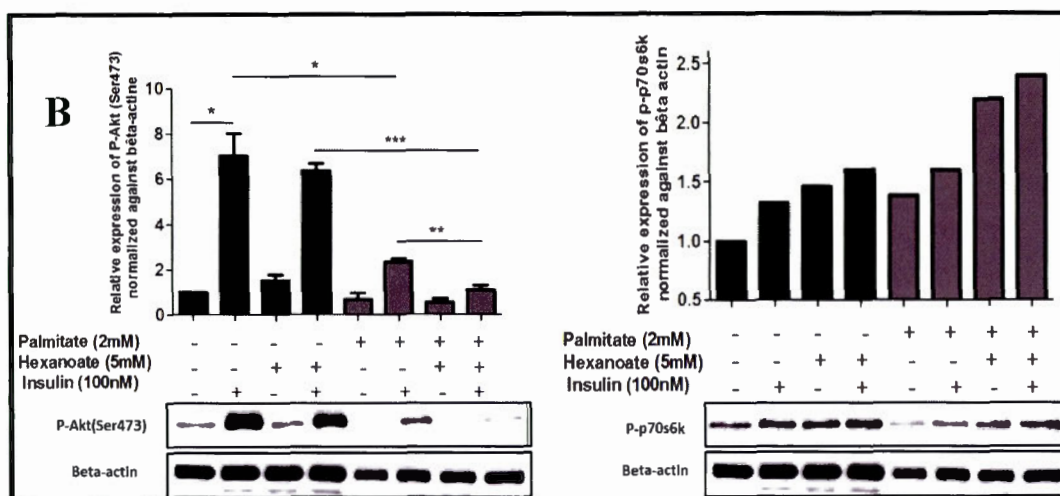 B
Relative expression of P-Akt (Ser473)
normalized against bèta-actine
10
8
6
4
2
0
*
*
***
**
Palmitate (2mM) - - - - + + + +
Hexanoate (5mM) - - + + - - + +
Insulin (100nM) - + - + - + - +
P-Akt(Ser473)
Beta-actin
Relative expression of p-p70s6k
normalized against bèta actin
2.5
2.0
1.5
1.0
0.5
Palmitate (2mM) - - - - + + + +
Hexanoate (5mM) - - + + - - + +
Insulin (100nM) - + - + - + - +
P-p70s6k
Beta-actin